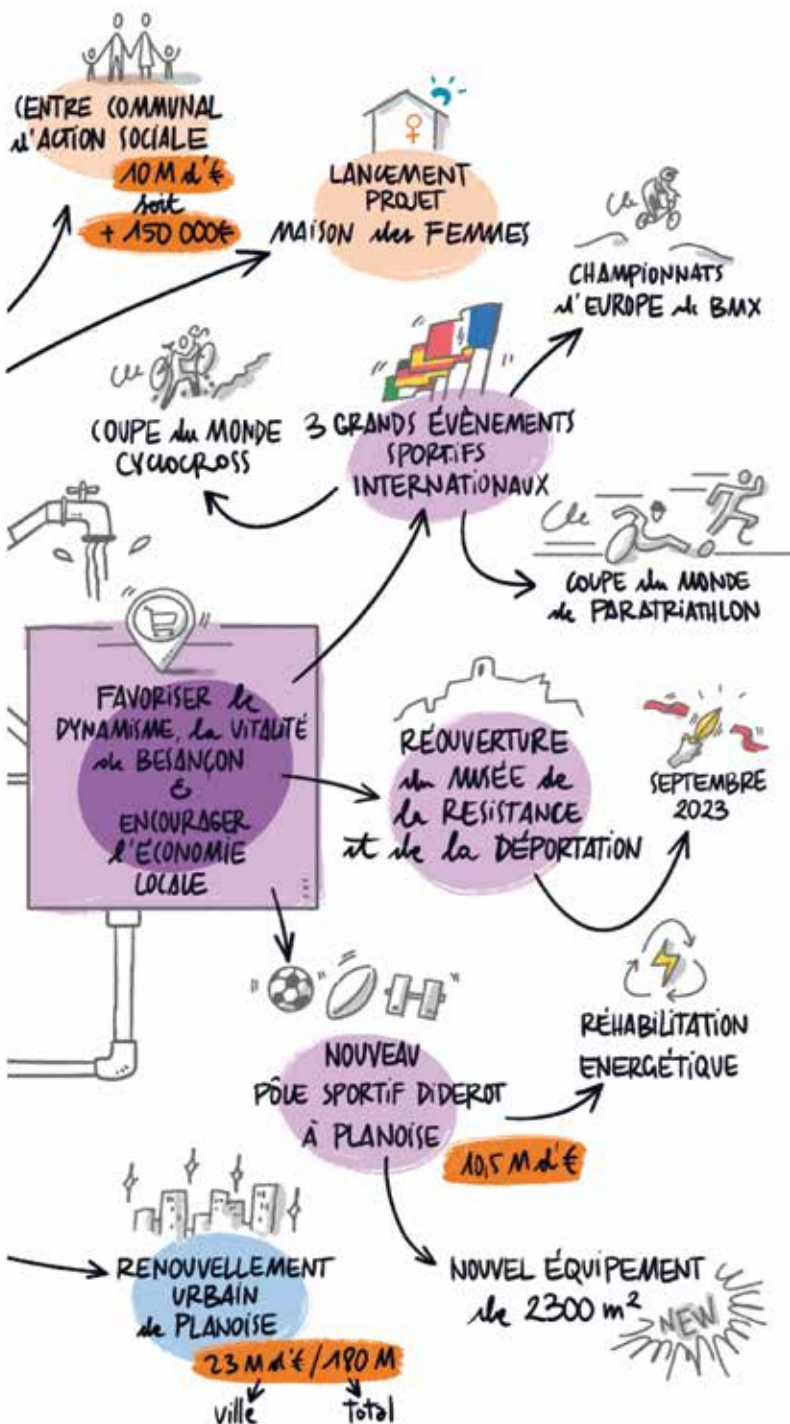 CENTRE COMMUNAL
d'ACTION SOCIALE
10 M d'€
soit
+ 150 000€
LANCEMENT
PROJET
MAISON des FEMMES
CHAMPIONNATS
d'EUROPE de BMX
COUPE du MONDE
CYCLOCROSS
3 GRANDS ÉVÈNEMENTS
SPORTIFS
INTERNATIONAUX
COUPE du MONDE
de PARATRIATHLON
FAVORISER le
DYNAMISME, la VITALITÉ
de BESANÇON
&
ENCOURAGER
l'ÉCONOMIE
LOCALE
RÉOUVERTURE
du MUSÉE de
la RESISTANCE
et de la DÉPORTATION
SEPTEMBRE
2023
RÉHABILITATION
ENERGÉTIQUE
NOUVEAU
PÔLE SPORTIF DIDEROT
À PLANOISE
10,5 M d'€
NOUVEL ÉQUIPEMENT
de 2300 m²
NEW
RENOUVELLEMENT
URBAIN
de PLANOISE
23 M d'€ / 180 M
ville
total